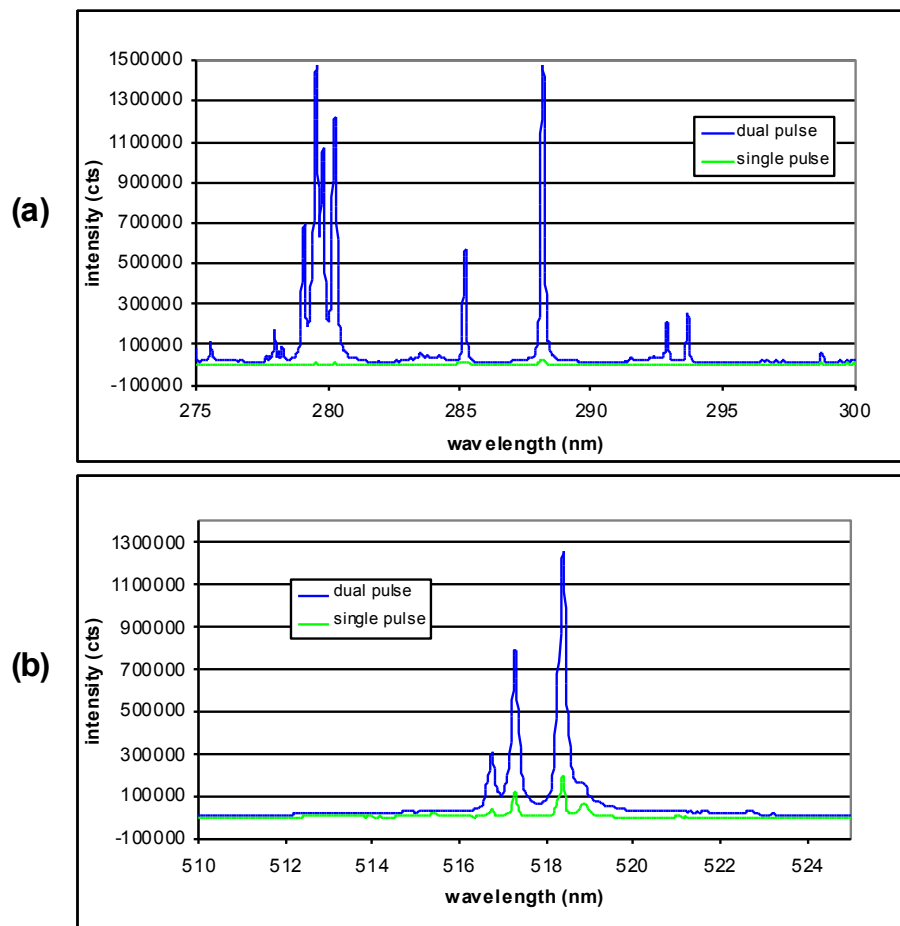 (a)
intensity (cts)
1500000
1300000
1100000
900000
700000
500000
300000
100000
-100000
dual pulse
single pulse
275 280 285 290 295 300
wavelength (nm)
(b)
intensity (cts)
1300000
1100000
900000
700000
500000
300000
100000
-100000
dual pulse
single pulse
510 512 514 516 518 520 522 524
wavelength (nm)